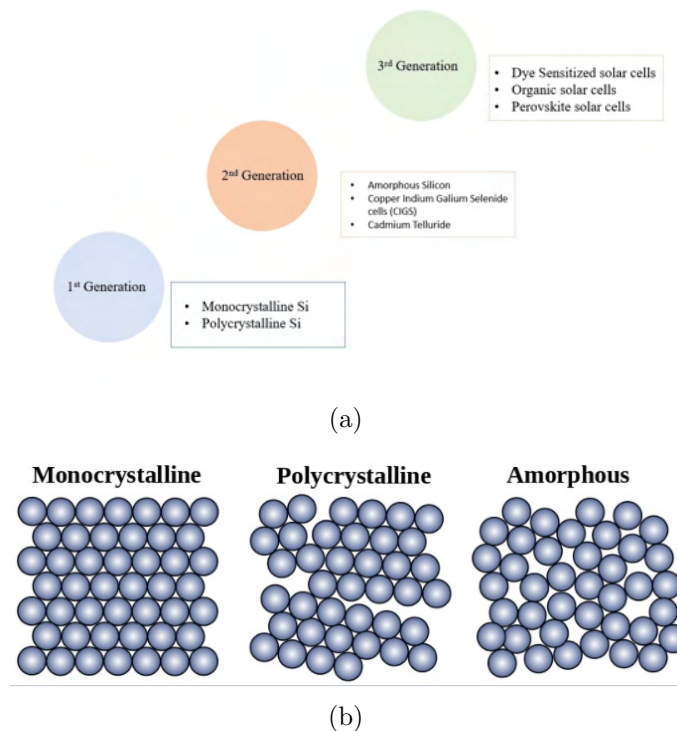 3rd Generation
• Dye Sensitized solar cells
• Organic solar cells
• Perovskite solar cells
2nd Generation
• Amorphous Silicon
• Copper Indium Galium Selenide
cells (CIGS)
• Cadmium Telluride
1st Generation
• Monocrystalline Si
• Polycrystalline Si
(a)
Monocrystalline Polycrystalline Amorphous
(b)